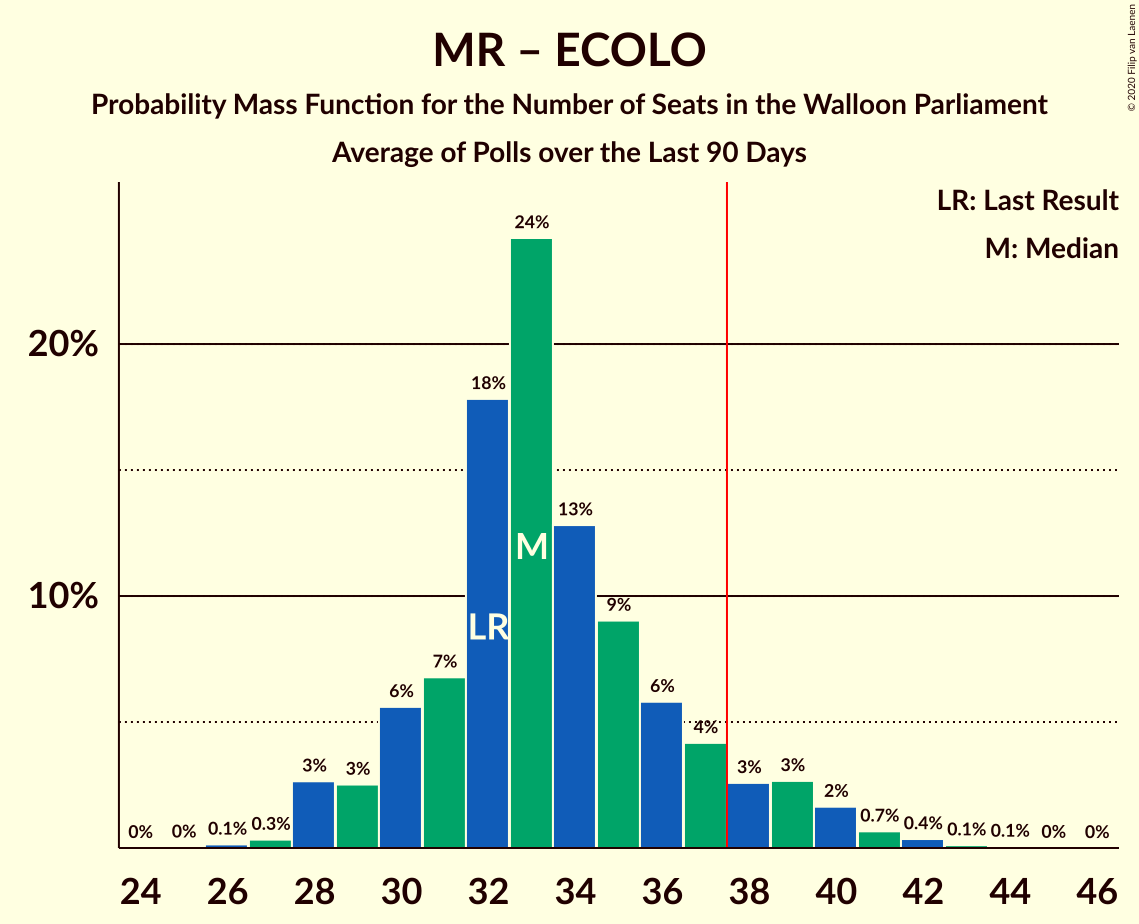 MR – ECOLO
Probability Mass Function for the Number of Seats in the Walloon Parliament
Average of Polls over the Last 90 Days
© 2020 Filip van Laenen
LR: Last Result
M: Median
20%
10%
0%
0%
0.1%
0.3%
3%
3%
6%
7%
18%
24%
13%
9%
6%
4%
3%
3%
2%
0.7%
0.4%
0.1%
0.1%
0%
0%
LR
M
24 26 28 30 32 34 36 38 40 42 44 46